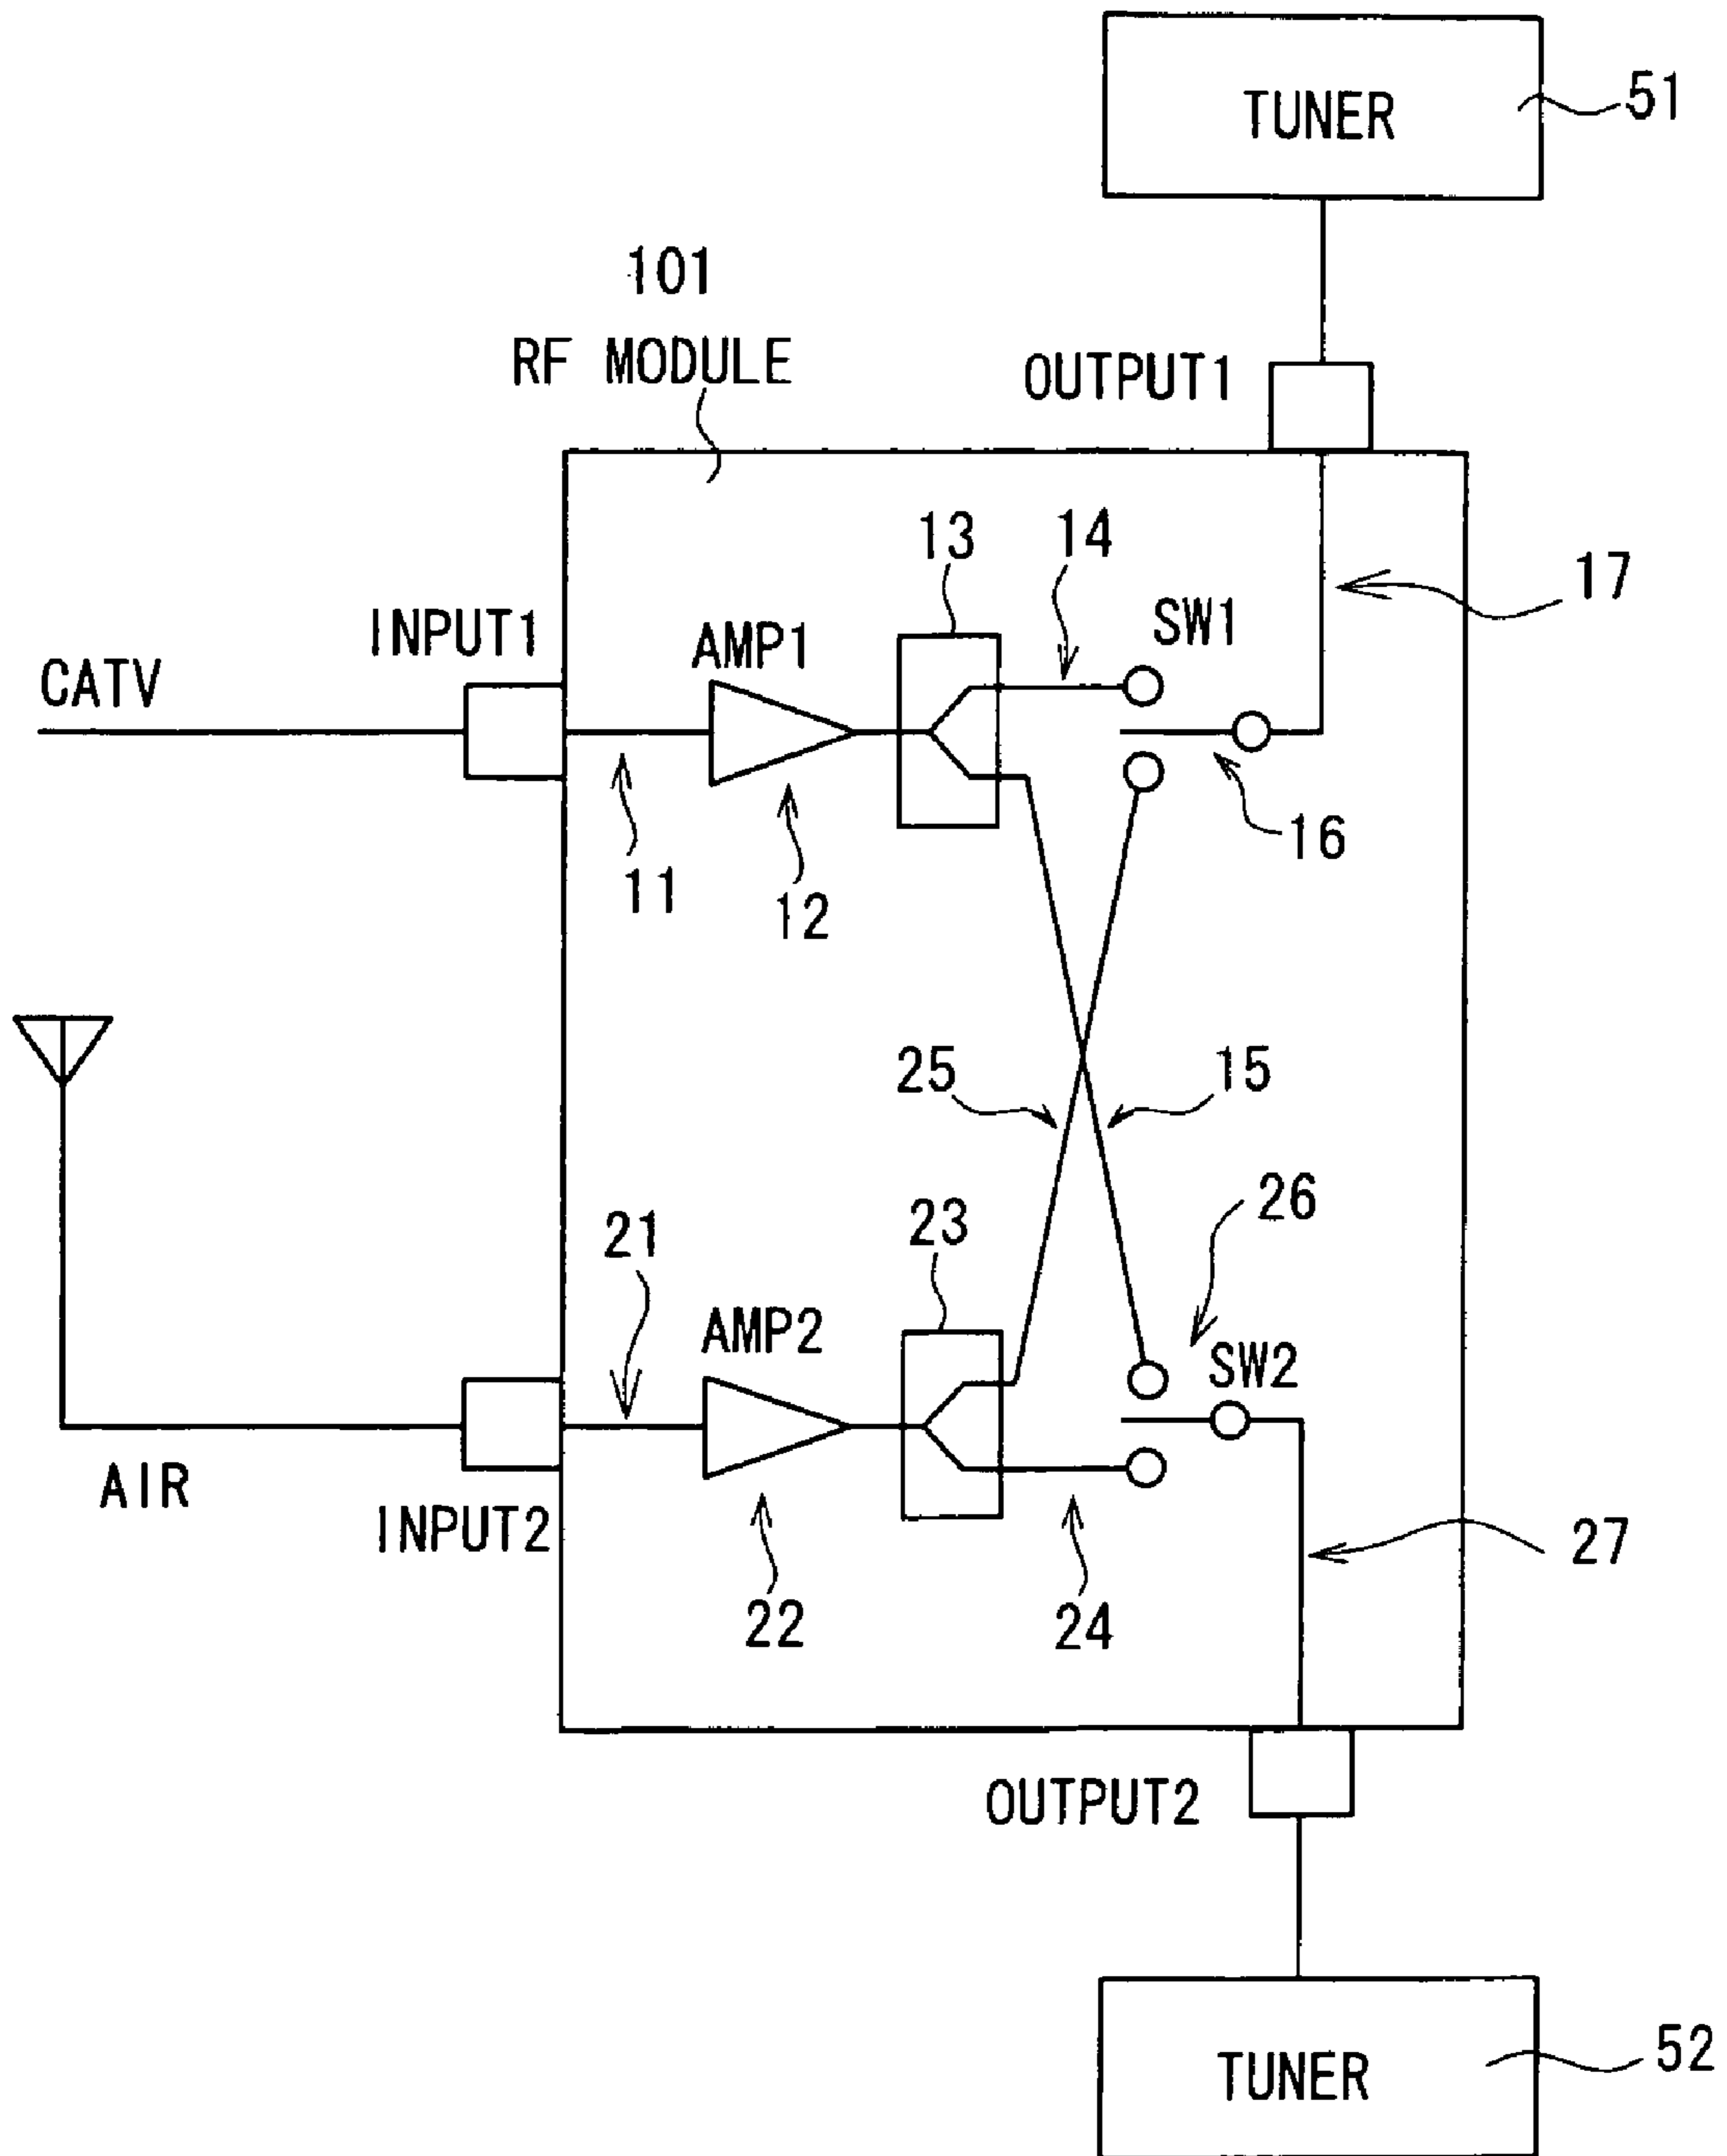 TUNER
51
101
RF MODULE
OUTPUT1
13
14
17
INPUT1
AMP1
SW1
CATV
16
11
12
25
15
21
23
26
AMP2
SW2
AIR
INPUT2
27
22
24
OUTPUT2
TUNER
52